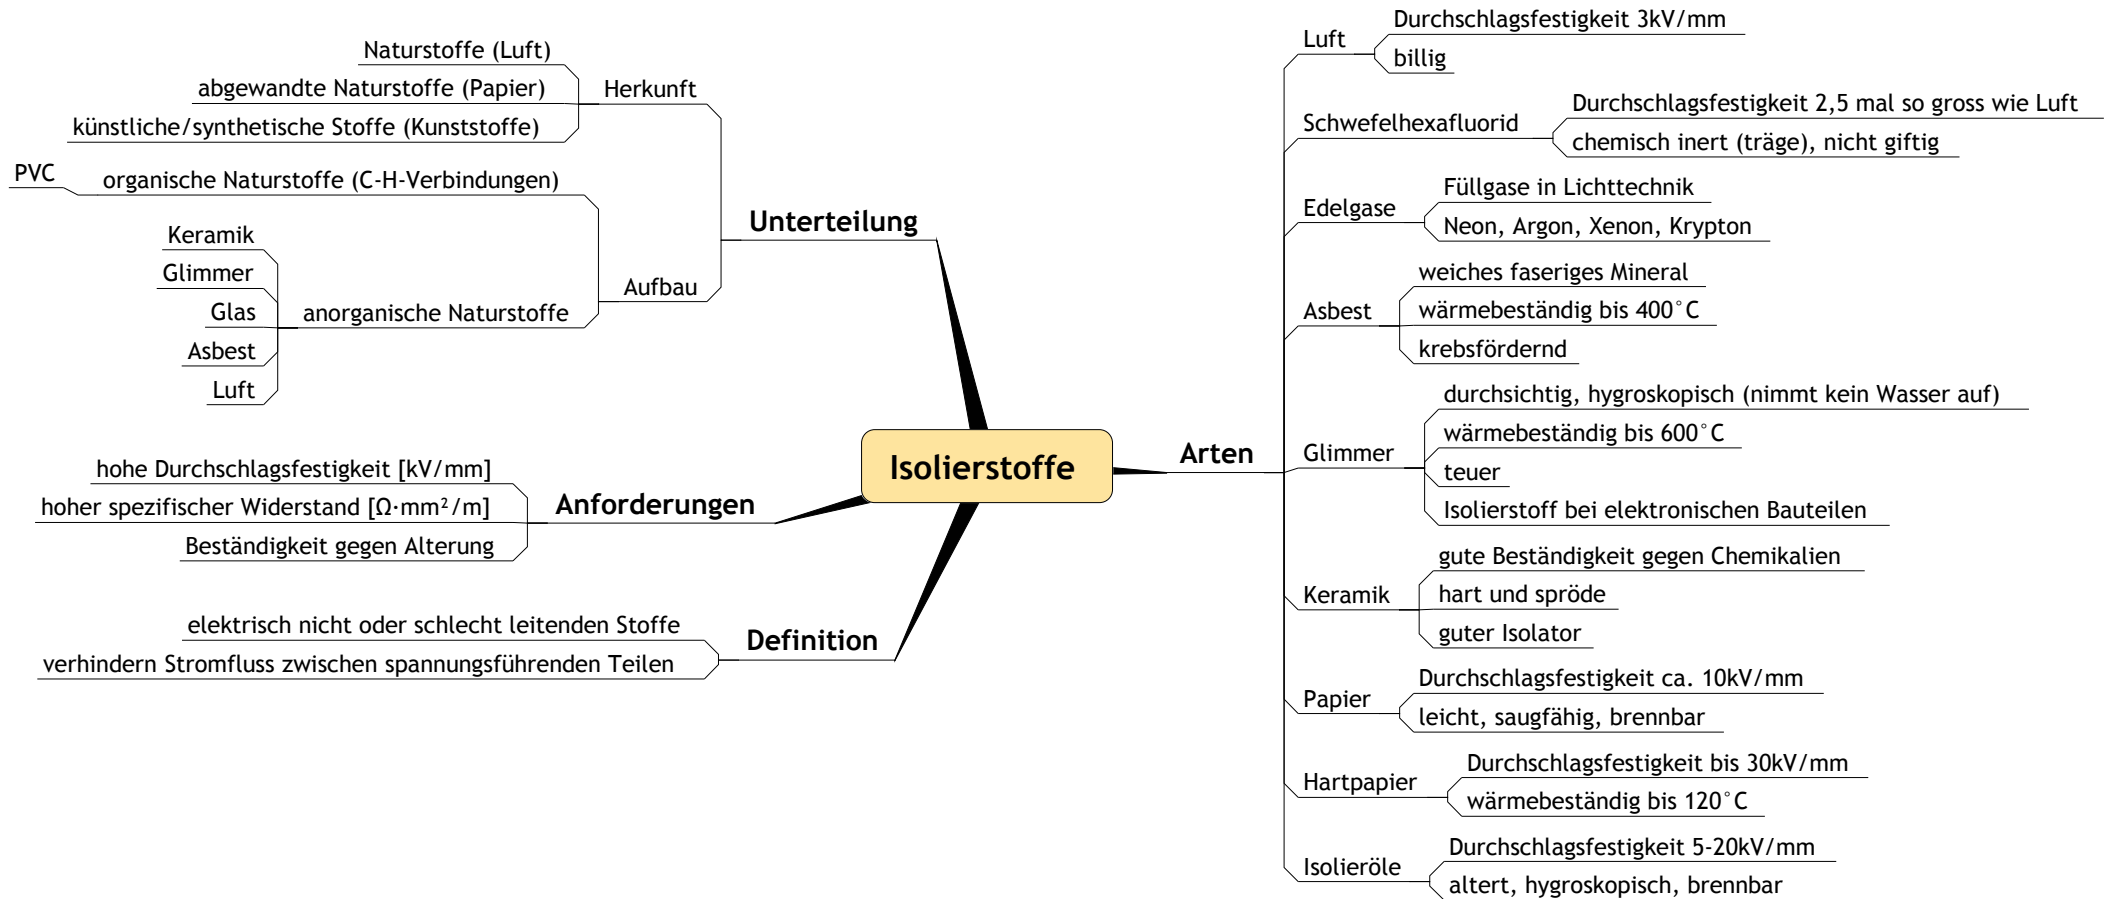 Isolierstoffe
Unterteilung
Herkunft
Naturstoffe (Luft)
abgewandte Naturstoffe (Papier)
künstliche/synthetische Stoffe (Kunststoffe)
Aufbau
organische Naturstoffe (C-H-Verbindungen)
PVC
anorganische Naturstoffe
Keramik
Glimmer
Glas
Asbest
Luft
Anforderungen
hohe Durchschlagsfestigkeit [kV/mm]
hoher spezifischer Widerstand [Ω·mm²/m]
Beständigkeit gegen Alterung
Definition
elektrisch nicht oder schlecht leitenden Stoffe
verhindern Stromfluss zwischen spannungsführenden Teilen
Arten
Luft
Durchschlagsfestigkeit 3kV/mm
billig
Schwefelhexafluorid
Durchschlagsfestigkeit 2,5 mal so gross wie Luft
chemisch inert (träge), nicht giftig
Edelgase
Füllgase in Lichttechnik
Neon, Argon, Xenon, Krypton
Asbest
weiches faseriges Mineral
wärmebeständig bis 400°C
krebsfördernd
Glimmer
durchsichtig, hygroskopisch (nimmt kein Wasser auf)
wärmebeständig bis 600°C
teuer
Isolierstoff bei elektronischen Bauteilen
Keramik
gute Beständigkeit gegen Chemikalien
hart und spröde
guter Isolator
Papier
Durchschlagsfestigkeit ca. 10kV/mm
leicht, saugfähig, brennbar
Hartpapier
Durchschlagsfestigkeit bis 30kV/mm
wärmebeständig bis 120°C
Isolieröle
Durchschlagsfestigkeit 5-20kV/mm
altert, hygroskopisch, brennbar